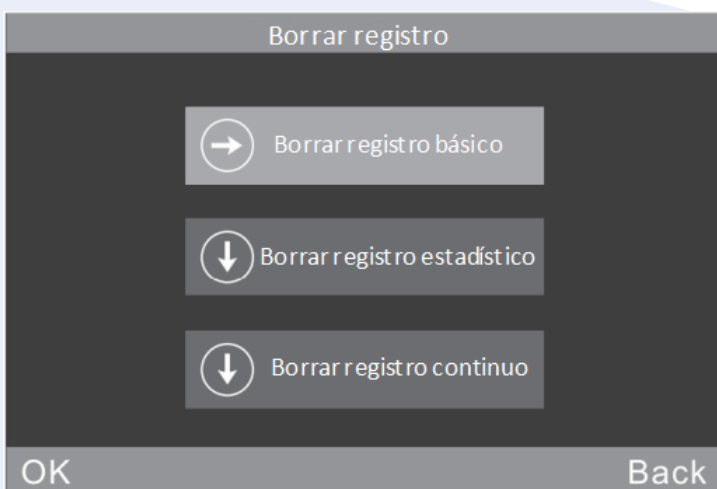 Borrar registro
Borrar registro básico
Borrar registro estadístico
Borrar registro continuo
OK Back